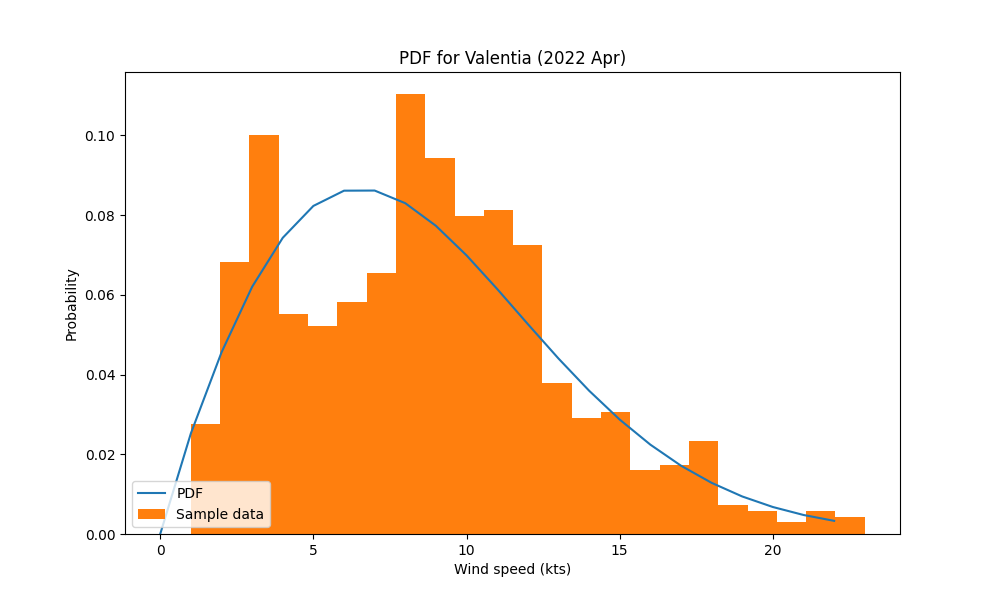 PDF for Valentia (2022 Apr)
Probability
0.10
0.08
0.06
0.04
0.02
0.00
PDF
Sample data
0
5
10
15
20
Wind speed (kts)